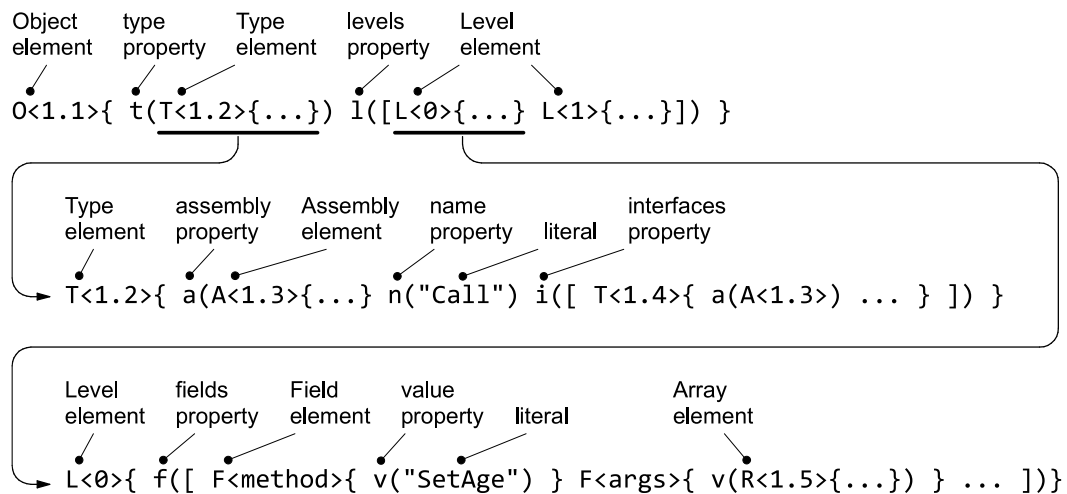 Object type Type levels Level
element property element property element
O<1.1>{ t(T<1.2>{...}) l([L<0>{...} L<1>{...}]) }
Type assembly Assembly name interfaces
element property element property literal property
T<1.2>{ a(A<1.3>{...} n("Call") i([ T<1.4>{ a(A<1.3>) ... } ]) }
Level fields Field value Array
element property element property literal element
L<0>{ f([ F<method>{ v("SetAge") } F<args>{ v(R<1.5>{...}) } ... ])}